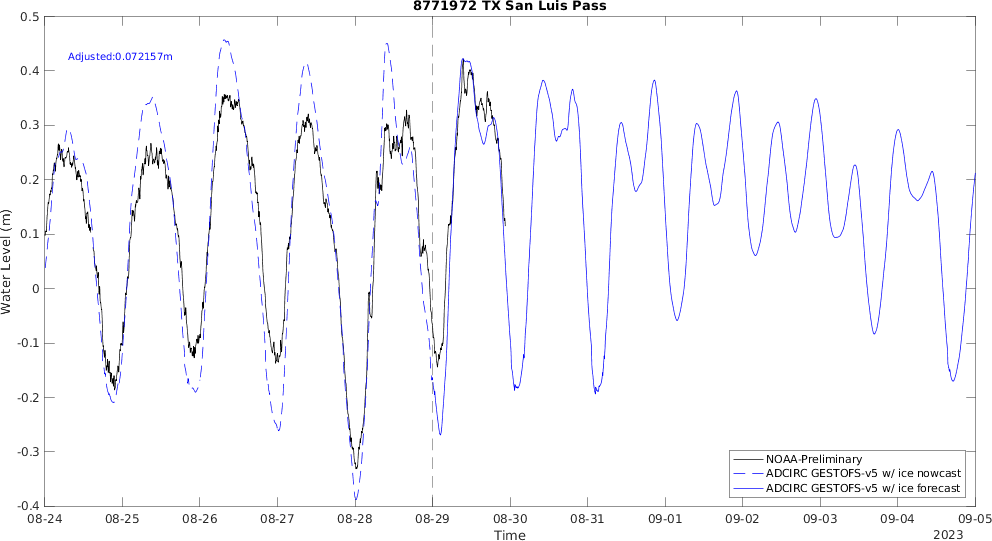 8771972 TX San Luis Pass
Adjusted:0.072157m
Water Level (m)
0.5
0.4
0.3
0.2
0.1
0
-0.1
-0.2
-0.3
-0.4
NOAA-Preliminary
ADCIRC GESTOFS-v5 w/ ice nowcast
ADCIRC GESTOFS-v5 w/ ice forecast
08-24 08-25 08-26 08-27 08-28 08-29 08-30 08-31 09-01 09-02 09-03 09-04 09-05
Time
2023